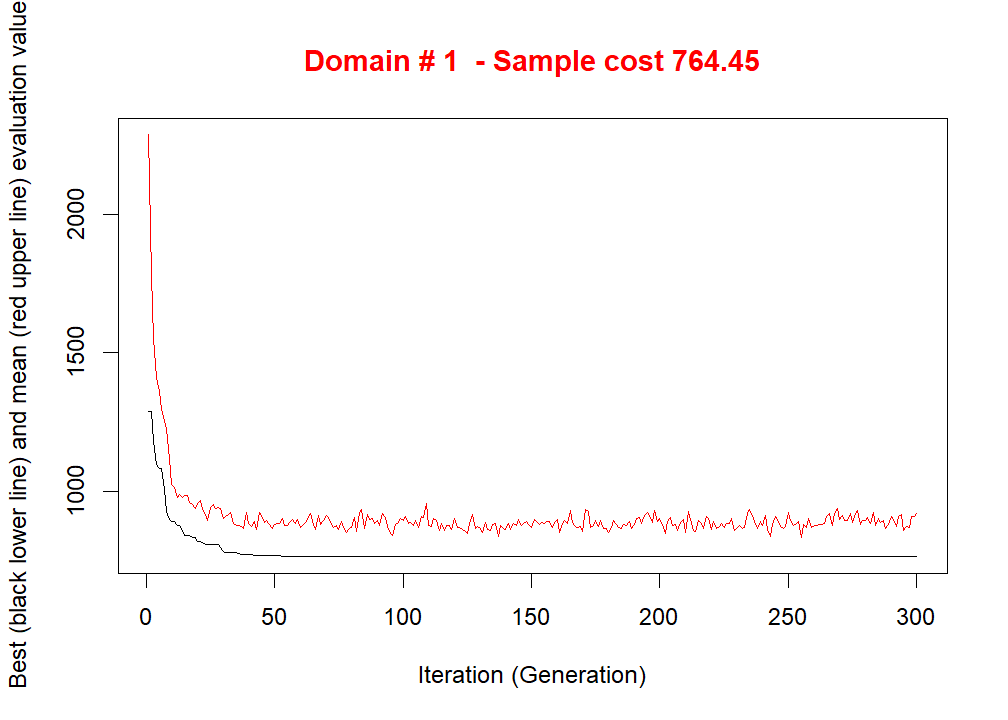 Domain # 1  - Sample cost 764.45
Best (black lower line) and mean (red upper line) evaluation value
2000
1500
1000
0 50 100 150 200 250 300
Iteration (Generation)